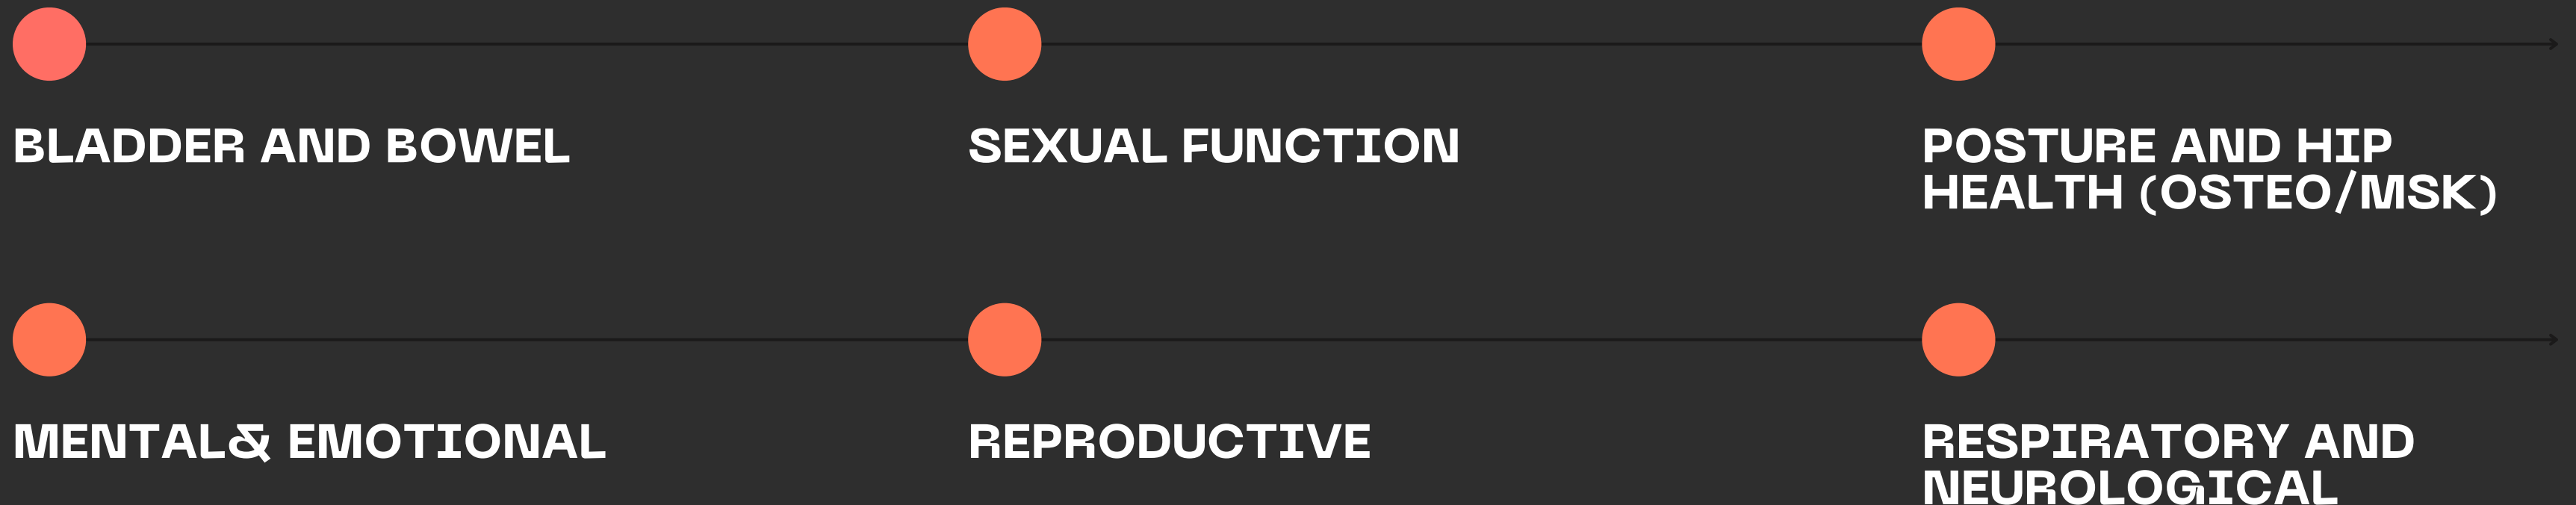 BLADDER AND BOWEL
SEXUAL FUNCTION
POSTURE AND HIP
HEALTH (OSTEO/MSK)
MENTAL& EMOTIONAL
REPRODUCTIVE
RESPIRATORY AND
NEUROLOGICAL